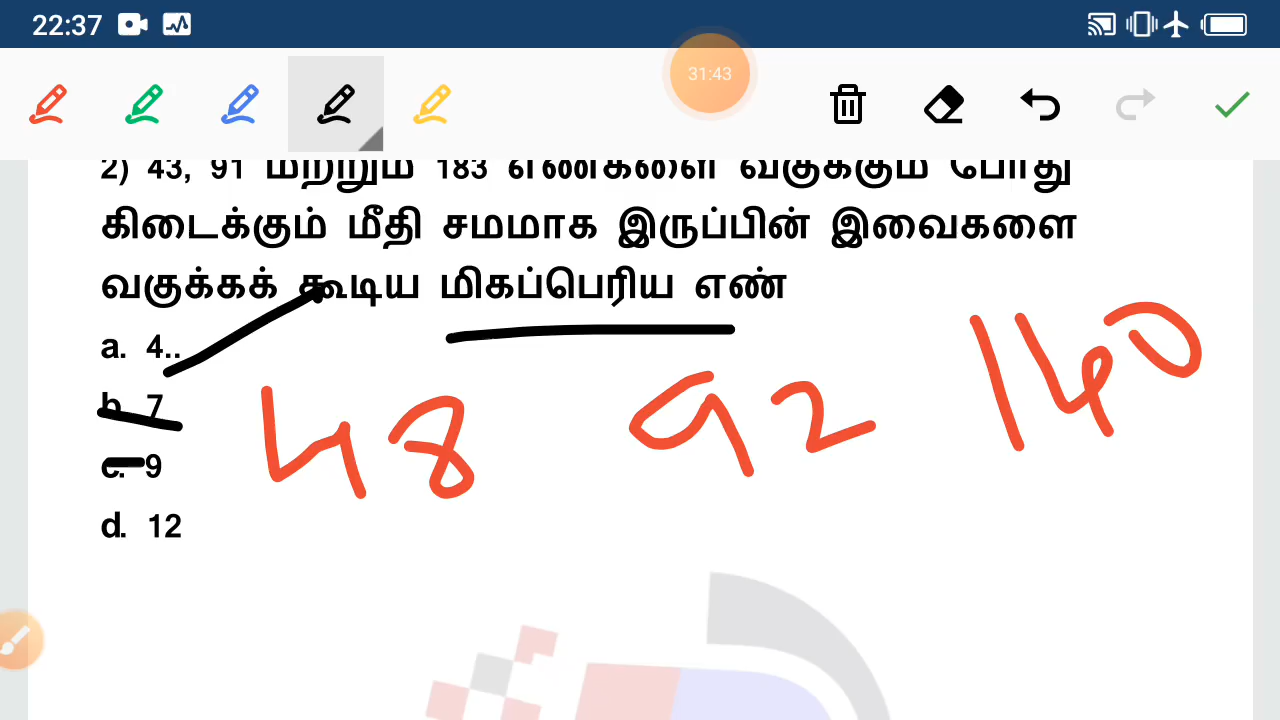 22:37
31:43
2) 43, 91 மற்றும் 183 எண்களை வகுக்கும் போது
கிடைக்கும் மீதி சமமாக இருப்பின் இவைகளை
வகுக்கக் கூடிய மிகப்பெரிய எண்
a. 4..
b. 7
c. 9
d. 12
48 92 140